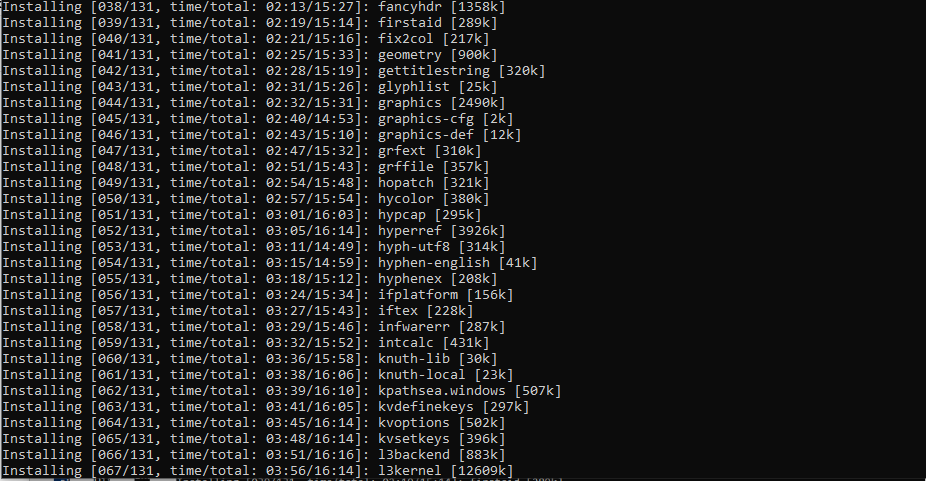 Installing [038/131, time/total: 02:13/15:27]: fancyhdr [1358k]
Installing [039/131, time/total: 02:19/15:14]: firstaid [289k]
Installing [040/131, time/total: 02:21/15:16]: fix2col [217k]
Installing [041/131, time/total: 02:25/15:33]: geometry [900k]
Installing [042/131, time/total: 02:28/15:19]: gettitlestring [320k]
Installing [043/131, time/total: 02:31/15:26]: glyphlist [25k]
Installing [044/131, time/total: 02:32/15:31]: graphics [2490k]
Installing [045/131, time/total: 02:40/14:53]: graphics-cfg [2k]
Installing [046/131, time/total: 02:43/15:10]: graphics-def [12k]
Installing [047/131, time/total: 02:47/15:32]: grfext [310k]
Installing [048/131, time/total: 02:51/15:43]: grffile [357k]
Installing [049/131, time/total: 02:54/15:48]: hopatch [321k]
Installing [050/131, time/total: 02:57/15:54]: hycolor [380k]
Installing [051/131, time/total: 03:01/16:03]: hypcap [295k]
Installing [052/131, time/total: 03:05/16:14]: hyperref [3926k]
Installing [053/131, time/total: 03:11/14:49]: hyph-utf8 [314k]
Installing [054/131, time/total: 03:15/14:59]: hyphen-english [41k]
Installing [055/131, time/total: 03:18/15:12]: hyphenex [208k]
Installing [056/131, time/total: 03:24/15:34]: ifplatform [156k]
Installing [057/131, time/total: 03:27/15:43]: iftex [228k]
Installing [058/131, time/total: 03:29/15:46]: infwarerr [287k]
Installing [059/131, time/total: 03:32/15:52]: intcalc [431k]
Installing [060/131, time/total: 03:36/15:58]: knuth-lib [30k]
Installing [061/131, time/total: 03:38/16:06]: knuth-local [23k]
Installing [062/131, time/total: 03:39/16:10]: kpathsea.windows [507k]
Installing [063/131, time/total: 03:41/16:05]: kvdefinekeys [297k]
Installing [064/131, time/total: 03:45/16:14]: kvoptions [502k]
Installing [065/131, time/total: 03:48/16:14]: kvsetkeys [396k]
Installing [066/131, time/total: 03:51/16:16]: l3backend [883k]
Installing [067/131, time/total: 03:56/16:14]: l3kernel [12609k]